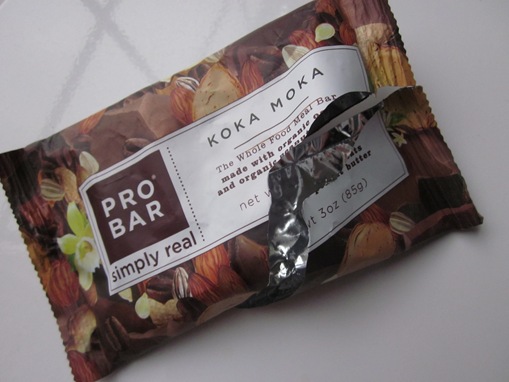 PRO
BAR
simply real
KOKA MOKA
The Whole Food Meal Bar
made with organic
and organic
butter
net
3oz (85g)